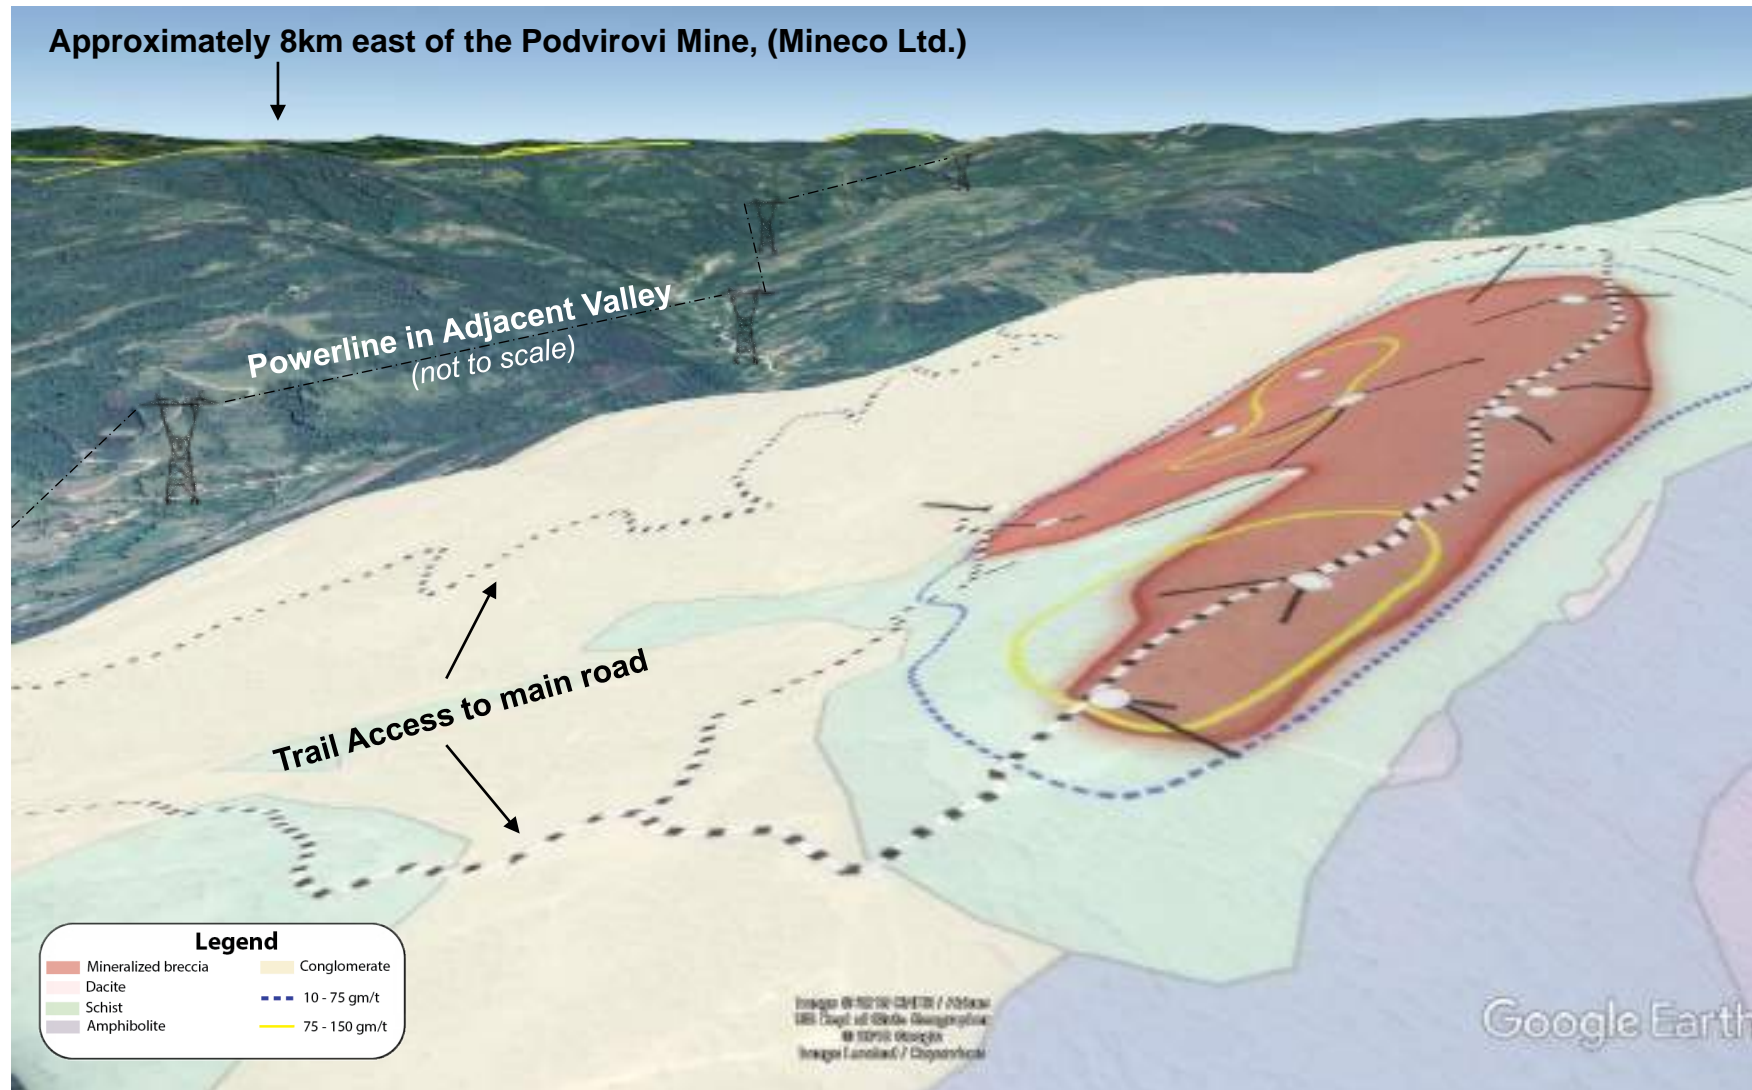 Approximately 8km east of the Podvirovi Mine, (Mineco Ltd.)
Powerline in Adjacent Valley
(not to scale)
Trail Access to main road
Legend
Mineralized breccia
Dacite
Schist
Amphibolite
Conglomerate
10 - 75 gm/t
75 - 150 gm/t
Google Earth